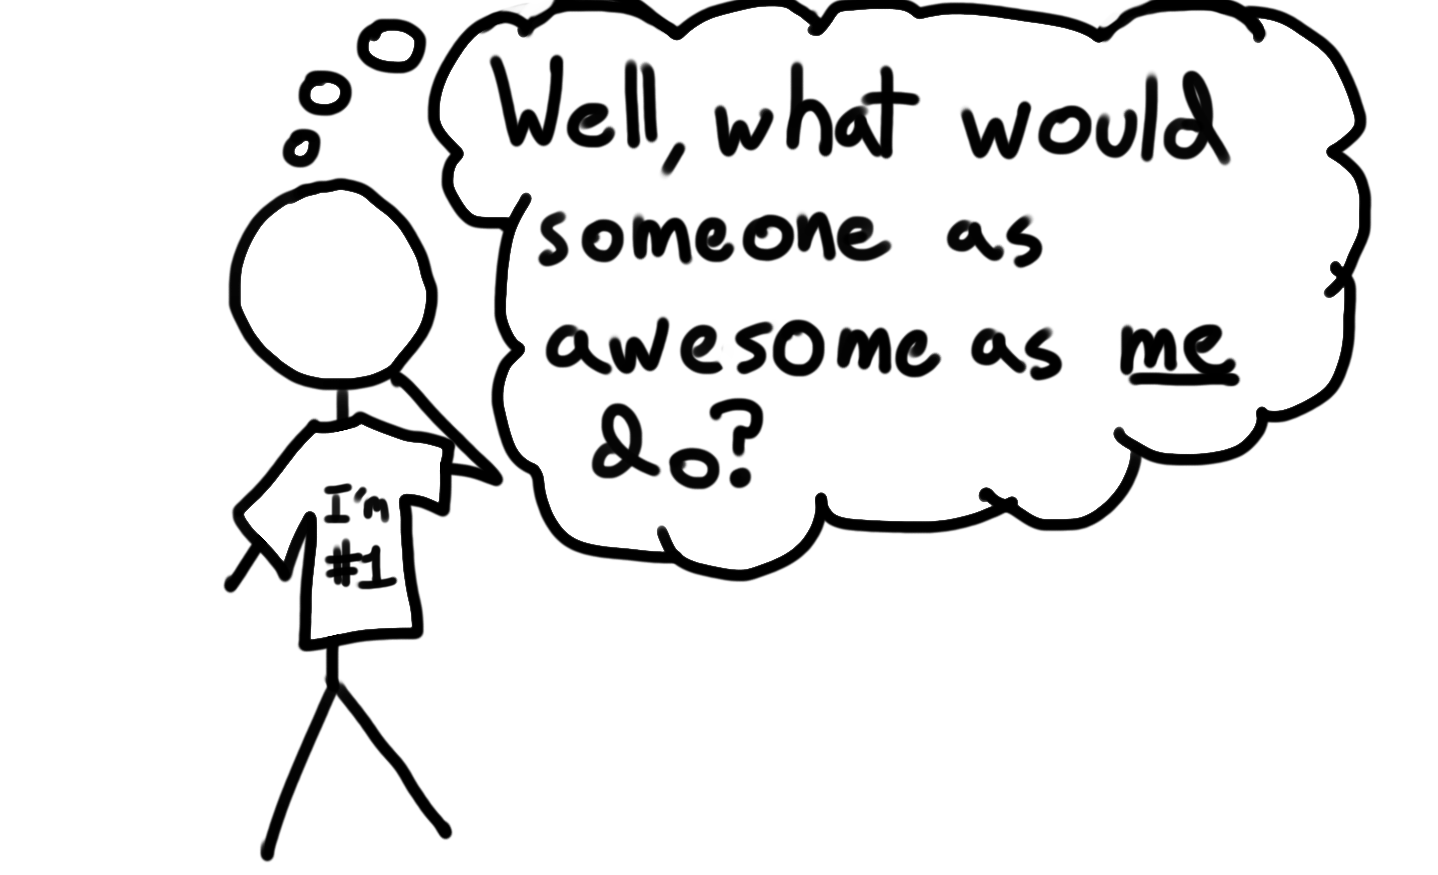 Well, what would
someone as
awesome as me
do?
I'm
#1